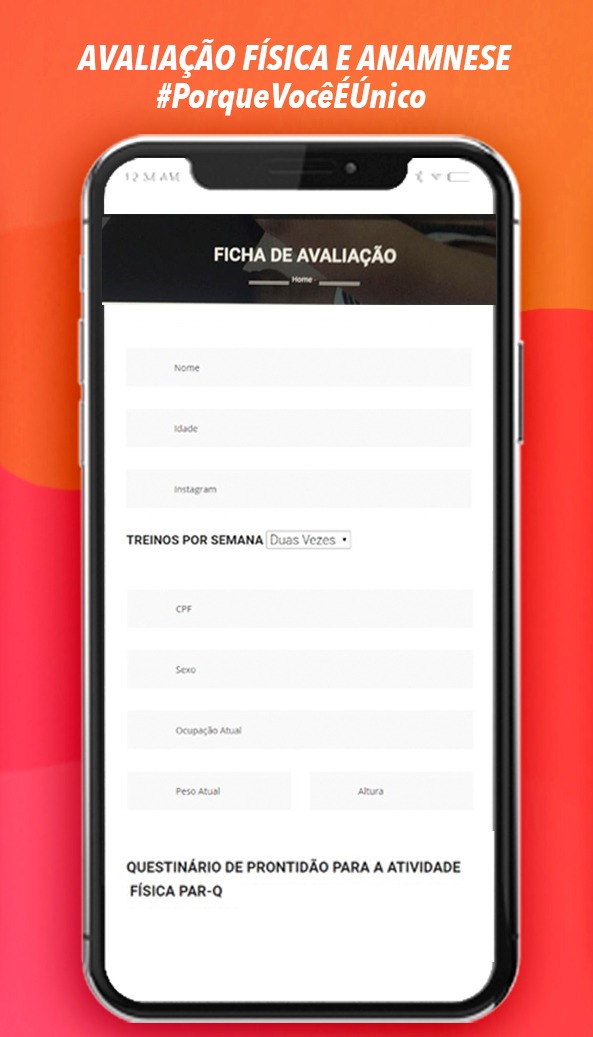 AVALIAÇÃO FÍSICA E ANAMNESE
#PorqueVocêÉÚnico
12:34 AM
FICHA DE AVALIAÇÃO
Home
Nome
Idade
Instagram
TREINOS POR SEMANA Duas Vezes
CPF
Sexo
Ocupação Atual
Peso Atual Altura
QUESTINÁRIO DE PRONTIDÃO PARA A ATIVIDADE
FÍSICA PAR-Q